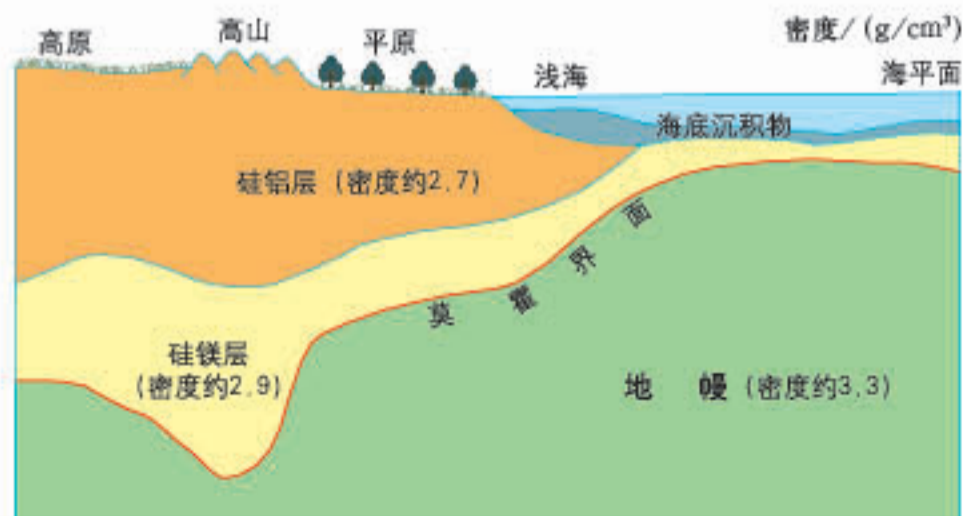 密度/(g/cm³)
高原
高山
平原
浅海
海平面
海底沉积物
硅铝层 (密度约2.7)
莫霍界面
硅镁层
(密度约2.9)
地幔 (密度约3.3)